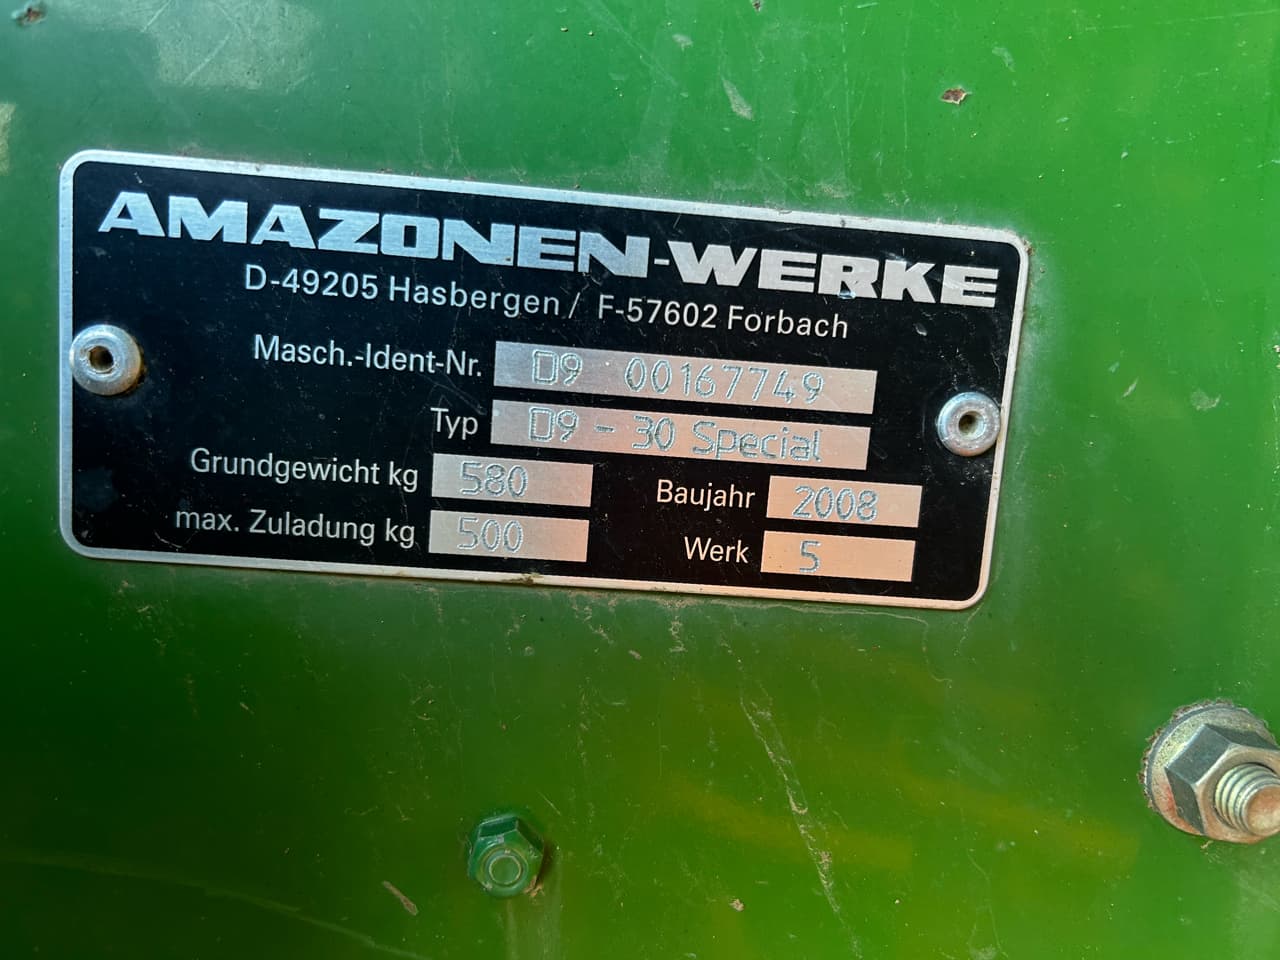 AMAZONEN-WERKE
D-49205 Hasbergen / F-57602 Forbach
Masch.-Ident-Nr. D9 00167749
Typ D9 - 30 Special
Grundgewicht kg 580 Baujahr 2008
max. Zuladung kg 500 Werk 5